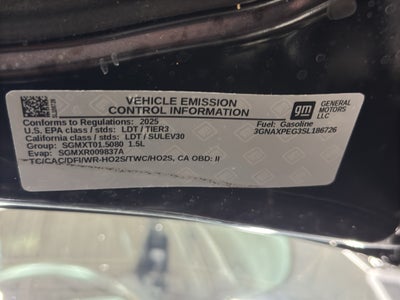 VEHICLE EMISSION
CONTROL INFORMATION
gm
GENERAL
MOTORS
LLC
Conforms to Regulations: 2025
Fuel: Gasoline
U.S. EPA class / stds: LDT / TIER3
3GNAXPEG3SL186726
California class / stds: LDT / SULEV30
Group: SGMXT01.5080 1.5L
Evap: SGMXR009837A
TC/CAC/DFI/WR-HO2S/TWC/HO2S, CA OBD: II